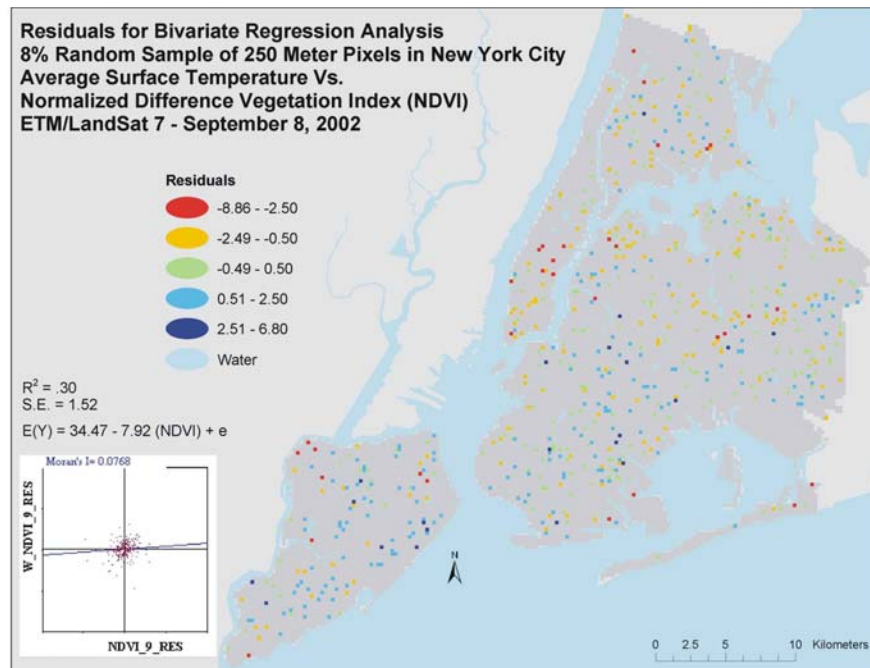 Residuals for Bivariate Regression Analysis
8% Random Sample of 250 Meter Pixels in New York City
Average Surface Temperature Vs.
Normalized Difference Vegetation Index (NDVI)
ETM/LandSat 7 - September 8, 2002
Residuals
-8.86 - -2.50
-2.49 - -0.50
-0.49 - 0.50
0.51 - 2.50
2.51 - 6.80
Water
R² = .30
S.E. = 1.52
E(Y) = 34.47 - 7.92 (NDVI) + e
Moran's I= 0.0768
W_NDVI_9_RES
NDVI_9_RES
N
0 2.5 5 10 Kilometers